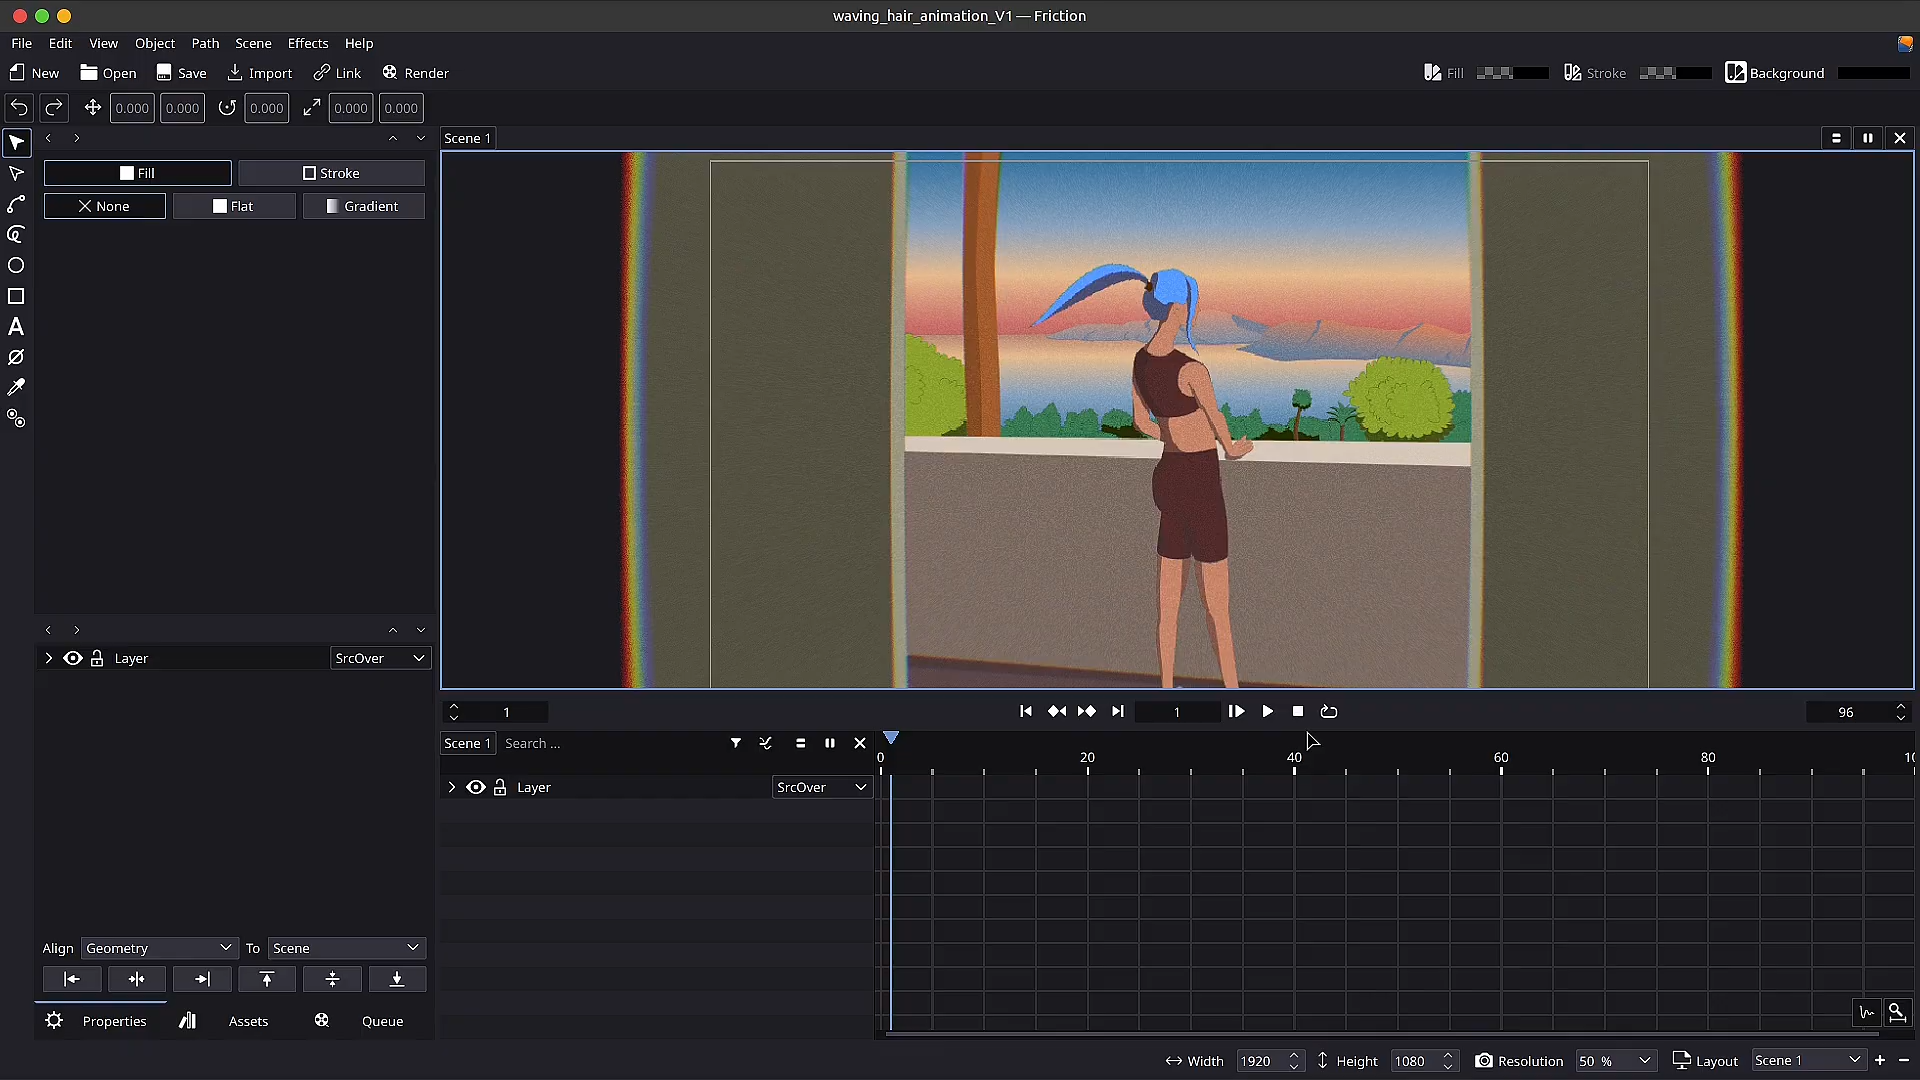 waving_hair_animation_V1 — Friction
File Edit View Object Path Scene Effects Help
New Open Save Import Link Render Fill Stroke Background
0.000 0.000 0.000 0.000 0.000
Scene 1
Fill Stroke
None Flat Gradient
Layer SrcOver
1 1 96
Scene 1 Search ...
0 20 40 60 80 10
Layer SrcOver
Align Geometry To Scene
Properties Assets Queue
Width 1920 Height 1080 Resolution 50 % Layout Scene 1